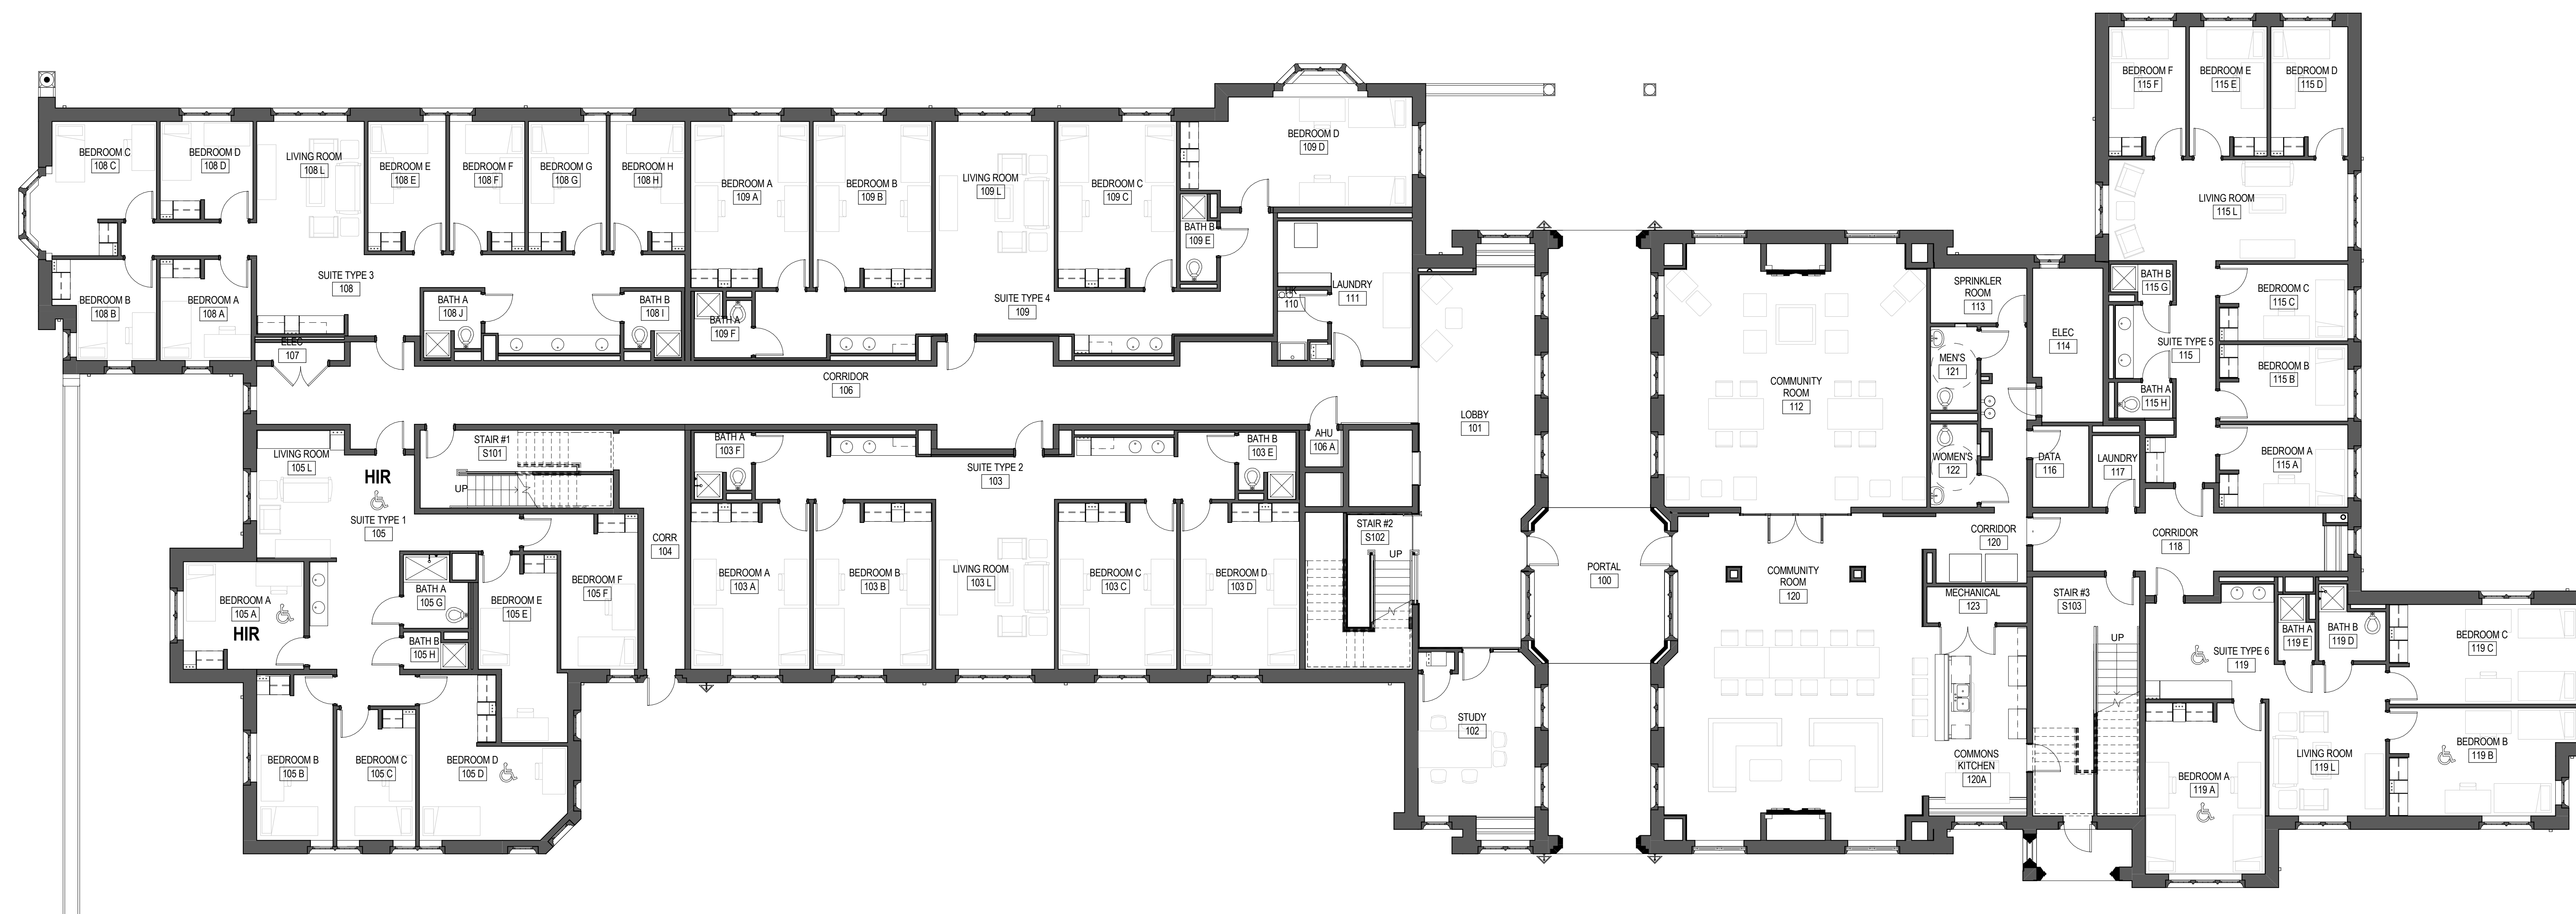 BEDROOM C
108 C
BEDROOM D
108 D
LIVING ROOM
108 L
BEDROOM E
108 E
BEDROOM F
108 F
BEDROOM G
108 G
BEDROOM H
108 H
BEDROOM B
108 B
BEDROOM A
108 A
SUITE TYPE 3
108
BATH A
108 J
BATH B
108 I
ELEC
107
BEDROOM A
109 A
BEDROOM B
109 B
LIVING ROOM
109 L
BEDROOM C
109 C
BEDROOM D
109 D
BATH B
109 E
SUITE TYPE 4
109
BATH A
109 F
HK
110
LAUNDRY
111
CORRIDOR
106
LOBBY
101
AHU
106 A
LIVING ROOM
105 L
HIR
SUITE TYPE 1
105
STAIR #1
S101
UP
BEDROOM A
105 A
HIR
BATH A
105 G
BATH B
105 H
BEDROOM E
105 E
BEDROOM F
105 F
BEDROOM B
105 B
BEDROOM C
105 C
BEDROOM D
105 D
CORR
104
BATH A
103 F
SUITE TYPE 2
103
BATH B
103 E
BEDROOM A
103 A
BEDROOM B
103 B
LIVING ROOM
103 L
BEDROOM C
103 C
BEDROOM D
103 D
STAIR #2
S102
UP
STUDY
102
PORTAL
100
COMMUNITY
ROOM
112
COMMUNITY
ROOM
120
SPRINKLER
ROOM
113
MEN'S
121
WOMEN'S
122
ELEC
114
DATA
116
LAUNDRY
117
CORRIDOR
120
MECHANICAL
123
COMMONS
KITCHEN
120A
BEDROOM F
115 F
BEDROOM E
115 E
BEDROOM D
115 D
LIVING ROOM
115 L
BATH B
115 G
BEDROOM C
115 C
SUITE TYPE 5
115
BEDROOM B
115 B
BATH A
115 H
BEDROOM A
115 A
CORRIDOR
118
STAIR #3
S103
UP
BATH A
119 E
BATH B
119 D
SUITE TYPE 6
119
BEDROOM C
119 C
BEDROOM B
119 B
LIVING ROOM
119 L
BEDROOM A
119 A